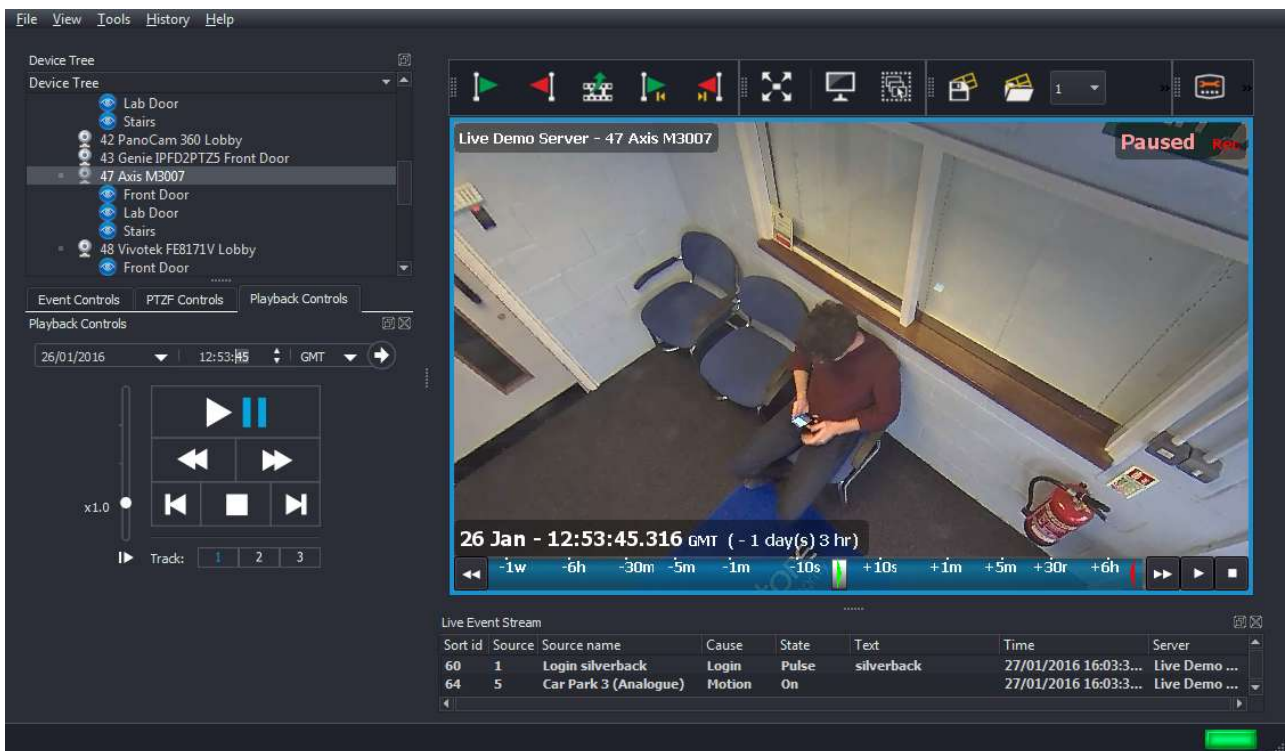 File View Tools History Help
Device Tree
Device Tree
Lab Door
Stairs
42 PanoCam 360 Lobby
43 Genie IPFD2PTZ5 Front Door
47 Axis M3007
Front Door
Lab Door
Stairs
48 Vivotek FE8171V Lobby
Front Door
Event Controls PTZF Controls Playback Controls
Playback Controls
26/01/2016 12:53:45 GMT
x1.0
Track: 1 2 3
1
Live Demo Server - 47 Axis M3007
Paused
26 Jan - 12:53:45.316 GMT ( - 1 day(s) 3 hr)
-1w -6h -30m -5m -1m -10s +10s +1m +5m +30r +6h
Live Event Stream
Sort id Source Source name Cause State Text Time Server
60 1 Login silverback Login Pulse silverback 27/01/2016 16:03:3... Live Demo ...
64 5 Car Park 3 (Analogue) Motion On 27/01/2016 16:03:3... Live Demo ...